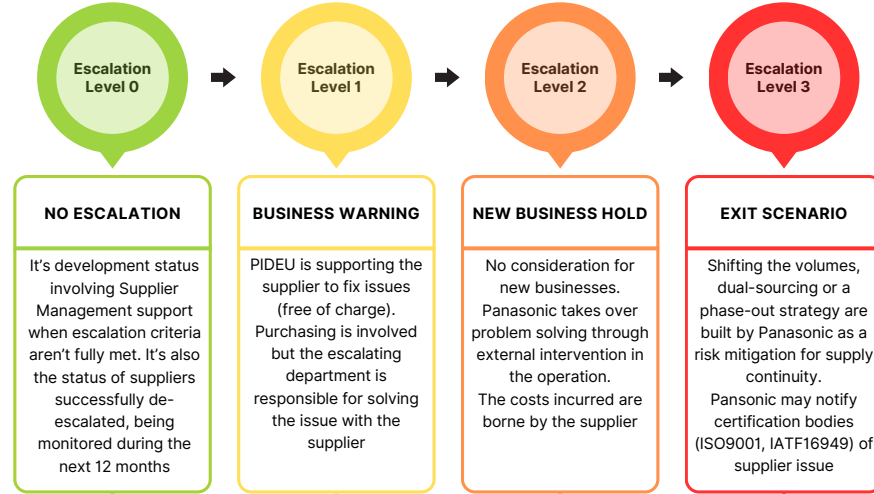 Escalation
Level 0
Escalation
Level 1
Escalation
Level 2
Escalation
Level 3
NO ESCALATION
It's development status
involving Supplier
Management support
when escalation criteria
aren't fully met. It's also
the status of suppliers
successfully de-
escalated, being
monitored during the
next 12 months
BUSINESS WARNING
PIDEU is supporting the
supplier to fix issues
(free of charge).
Purchasing is involved
but the escalating
department is
responsible for solving
the issue with the
supplier
NEW BUSINESS HOLD
No consideration for
new businesses.
Panasonic takes over
problem solving through
external intervention in
the operation.
The costs incurred are
borne by the supplier
EXIT SCENARIO
Shifting the volumes,
dual-sourcing or a
phase-out strategy are
built by Panasonic as a
risk mitigation for supply
continuity.
Pansonic may notify
certification bodies
(ISO9001, IATF16949) of
supplier issue